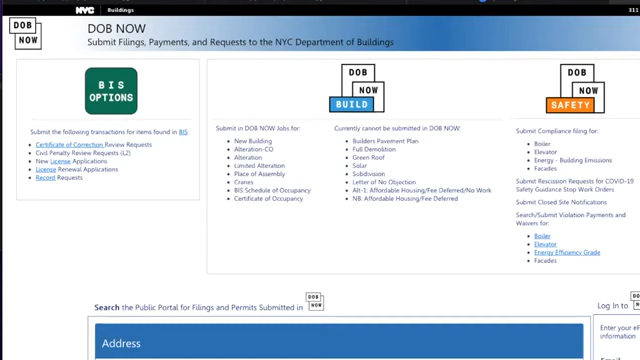 NYC Buildings 311
DOB NOW
DOB NOW
Submit Filings, Payments, and Requests to the NYC Department of Buildings
BIS OPTIONS
Submit the following transactions for items found in BIS.
Certificate of Correction Review Requests
Civil Penalty Review Requests (L2)
New License Applications
License Renewal Applications
Record Requests
DOB NOW BUILD
Submit in DOB NOW Jobs for:
New Building
Alteration-CO
Alteration
Limited Alteration
Place of Assembly
Cranes
BIS Schedule of Occupancy
Certificate of Occupancy
Currently cannot be submitted in DOB NOW:
Builders Pavement Plan
Full Demolition
Green Roof
Solar
Subdivision
Letter of No Objection
Alt-1: Affordable Housing/Fee Deferred/No Work
NB: Affordable Housing/Fee Deferred
DOB NOW SAFETY
Submit Compliance filing for:
Boiler
Elevator
Energy - Building Emissions
Facades
Submit Rescission Requests for COVID-19
Safety Guidance Stop Work Orders
Submit Closed Site Notifications
Search/Submit Violation Payments and
Waivers for:
Boiler
Elevator
Energy Efficiency Grade
Facades
Search the Public Portal for Filings and Permits Submitted in DOB NOW
Address
Log In to
Enter your
information